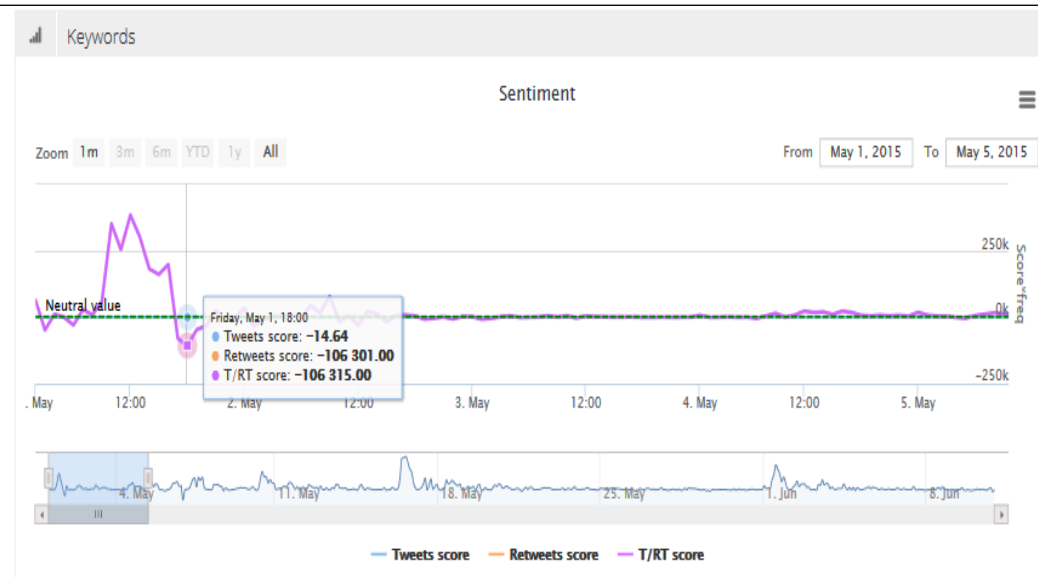 Keywords
Sentiment
Zoom 1m 3m 6m YTD 1y All
From May 1, 2015 To May 5, 2015
250k
Neutral value
0k
Score*freq
Friday, May 1, 18:00
Tweets score: −14.64
Retweets score: −106 301.00
T/RT score: −106 315.00
−250k
. May 12:00 2. May 12:00 3. May 12:00 4. May 12:00 5. May
4. May 11. May 18. May 25. May 1. Jun 8. Jun
Tweets score Retweets score T/RT score